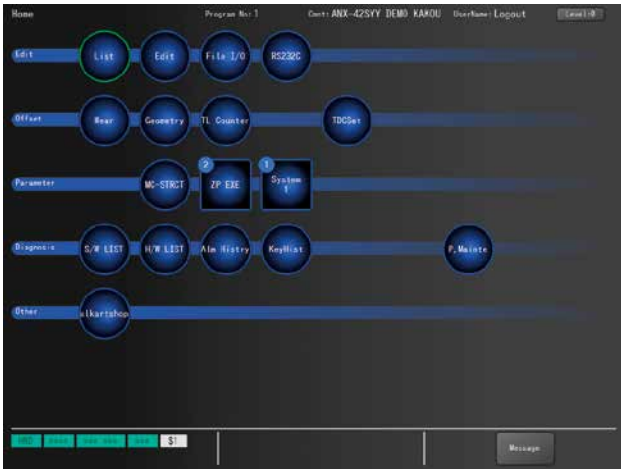 Home Program No: 1 Cmnt: ANX-42SYY DEMO KAKOU UserName: Logout Level:0
Edit List Edit File I/O RS232C
Offset Wear Geometry TL Counter TDCSet
Parameter MC-STRCT 2 ZP EXE 1 System 1
Diagnosis S/W LIST H/W LIST Alm Histry KeyHist P,Mainte
Other alkartshop
HND $1
Message